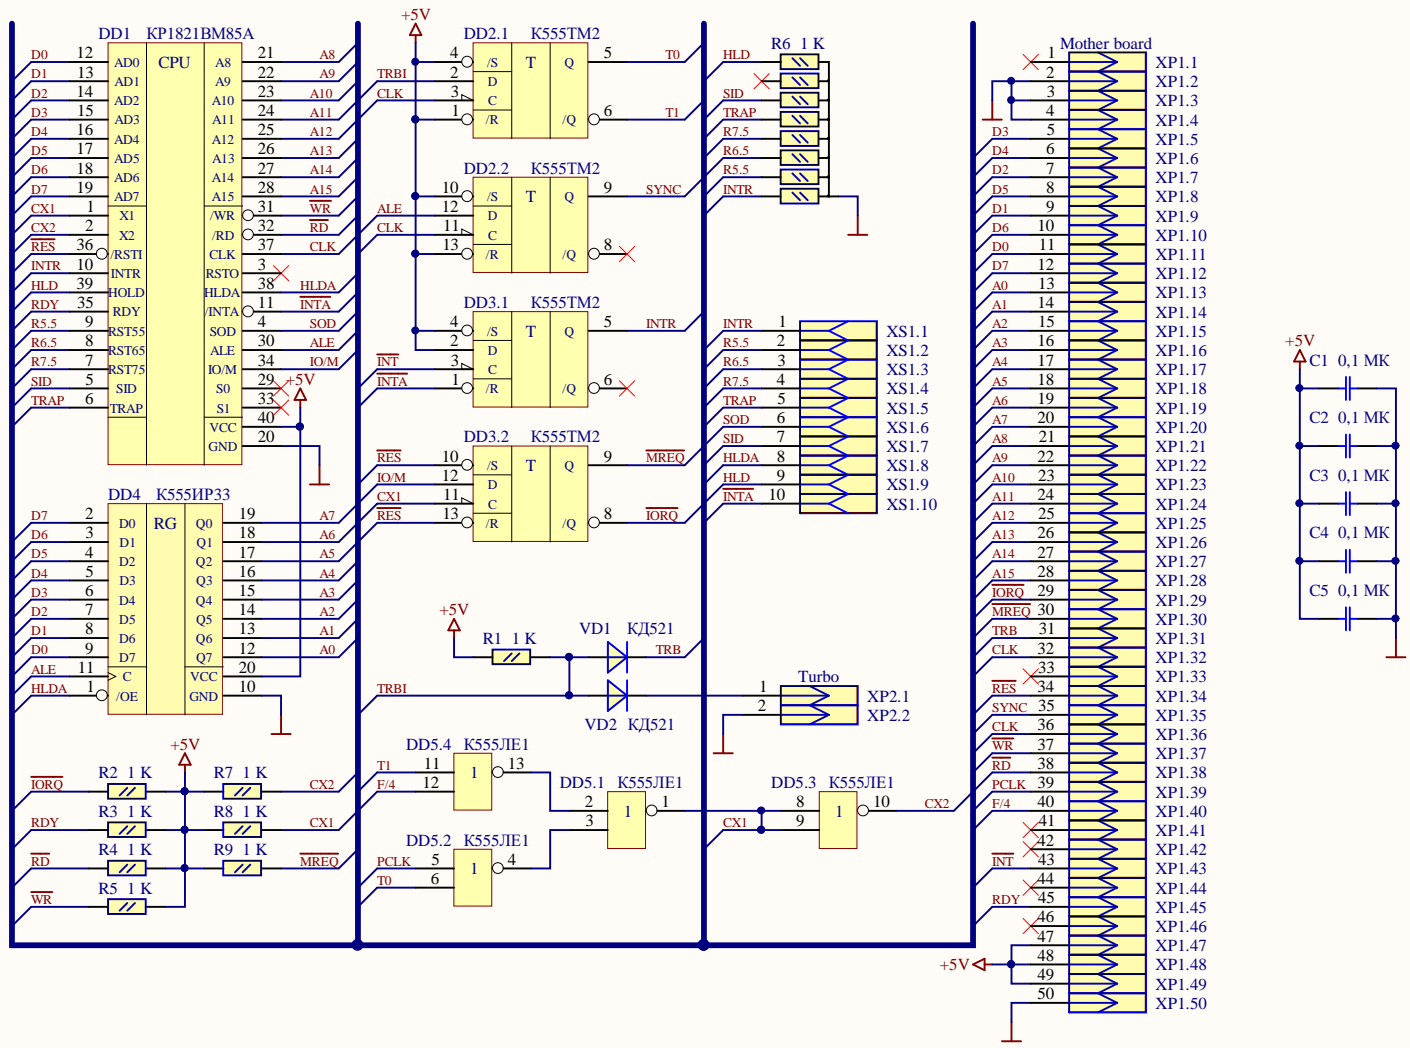 DD1 КР1821ВМ85А
CPU
D0 12 AD0 A8 21 A8
D1 13 AD1 A9 22 A9
D2 14 AD2 A10 23 A10
D3 15 AD3 A11 24 A11
D4 16 AD4 A12 25 A12
D5 17 AD5 A13 26 A13
D6 18 AD6 A14 27 A14
D7 19 AD7 A15 28 A15
CX1 1 X1 /WR 31 WR
CX2 2 X2 /RD 32 RD
RES 36 /RSTI CLK 37 CLK
INTR 10 INTR RSTO 3
HLD 39 HOLD HLDA 38 HLDA
RDY 35 RDY /INTA 11 INTA
R5.5 9 RST55 SOD 4 SOD
R6.5 8 RST65 ALE 30 ALE
R7.5 7 RST75 IO/M 34 IO/M
SID 5 SID S0 29
TRAP 6 TRAP S1 33
+5V
VCC 40
GND 20
DD4 К555ИР33
RG
D7 2 D0 Q0 19 A7
D6 3 D1 Q1 18 A6
D5 4 D2 Q2 17 A5
D4 5 D3 Q3 16 A4
D3 6 D4 Q4 15 A3
D2 7 D5 Q5 14 A2
D1 8 D6 Q6 13 A1
D0 9 D7 Q7 12 A0
ALE 11 C VCC 20
HLDA 1 /OE GND 10
+5V
IORQ R2 1 K R7 1 K CX2
RDY R3 1 K R8 1 K CX1
RD R4 1 K R9 1 K MREQ
WR R5 1 K
+5V
DD2.1 К555ТМ2
4 /S T Q 5 T0
TRBI 2 D
CLK 3 C
1 /R /Q 6 T1
DD2.2 К555ТМ2
10 /S T Q 9 SYNC
ALE 12 D
CLK 11 C
13 /R /Q 8
DD3.1 К555ТМ2
4 /S T Q 5 INTR
2 D
INT 3 C
INTA 1 /R /Q 6
DD3.2 К555ТМ2
RES 10 /S T Q 9 MREQ
IO/M 12 D
CX1 11 C
RES 13 /R /Q 8 IORQ
+5V
R1 1 K VD1 КД521
TRB
TRBI
VD2 КД521
Turbo
1 XP2.1
2 XP2.2
DD5.4 К555ЛЕ1
T1 11 1 13
F/4 12
DD5.2 К555ЛЕ1
PCLK 5 1 4
T0 6
DD5.1 К555ЛЕ1
2 1 1
3
DD5.3 К555ЛЕ1
8 1 10 CX2
CX1 9
R6 1 K
HLD
SID
TRAP
R7.5
R6.5
R5.5
INTR
INTR 1 XS1.1
R5.5 2 XS1.2
R6.5 3 XS1.3
R7.5 4 XS1.4
TRAP 5 XS1.5
SOD 6 XS1.6
SID 7 XS1.7
HLDA 8 XS1.8
HLD 9 XS1.9
INTA 10 XS1.10
Mother board
1 XP1.1
2 XP1.2
3 XP1.3
4 XP1.4
D3 5 XP1.5
D4 6 XP1.6
D2 7 XP1.7
D5 8 XP1.8
D1 9 XP1.9
D6 10 XP1.10
D0 11 XP1.11
D7 12 XP1.12
A0 13 XP1.13
A1 14 XP1.14
A2 15 XP1.15
A3 16 XP1.16
A4 17 XP1.17
A5 18 XP1.18
A6 19 XP1.19
A7 20 XP1.20
A8 21 XP1.21
A9 22 XP1.22
A10 23 XP1.23
A11 24 XP1.24
A12 25 XP1.25
A13 26 XP1.26
A14 27 XP1.27
A15 28 XP1.28
IORQ 29 XP1.29
MREQ 30 XP1.30
TRB 31 XP1.31
CLK 32 XP1.32
33 XP1.33
RES 34 XP1.34
SYNC 35 XP1.35
CLK 36 XP1.36
WR 37 XP1.37
RD 38 XP1.38
PCLK 39 XP1.39
F/4 40 XP1.40
41 XP1.41
42 XP1.42
INT 43 XP1.43
44 XP1.44
RDY 45 XP1.45
46 XP1.46
47 XP1.47
+5V 48 XP1.48
49 XP1.49
50 XP1.50
+5V
C1 0,1 МК
C2 0,1 МК
C3 0,1 МК
C4 0,1 МК
C5 0,1 МК